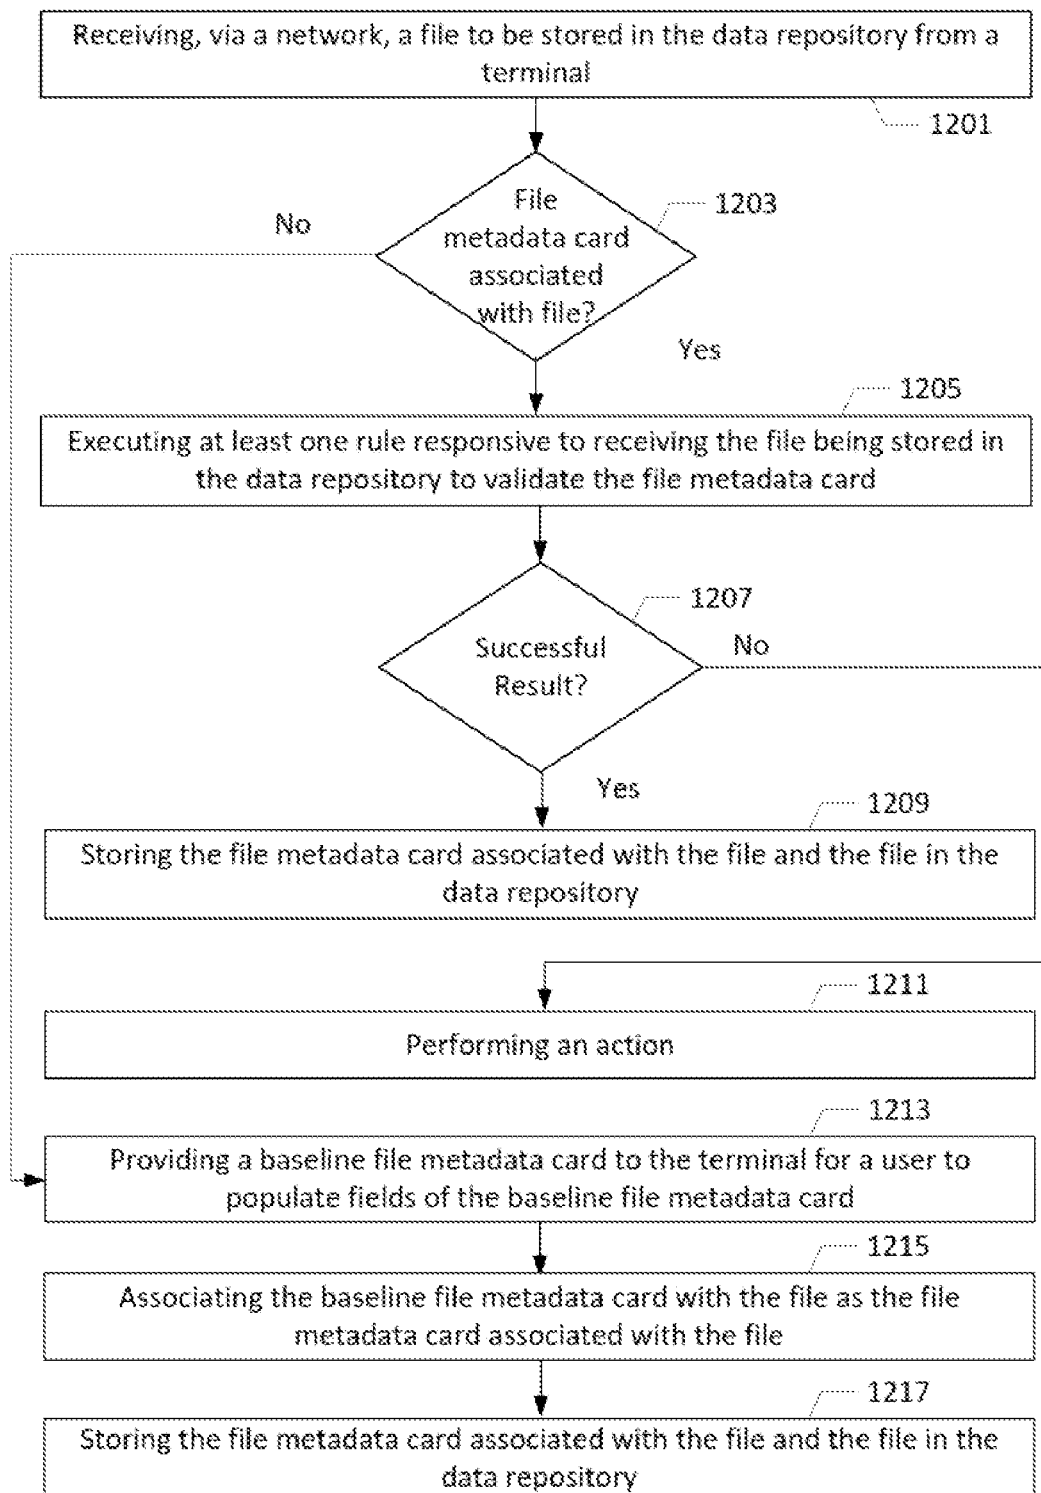 Receiving, via a network, a file to be stored in the data repository from a
terminal
1201
File
metadata card
associated
with file?
1203
No
Yes
1205
Executing at least one rule responsive to receiving the file being stored in
the data repository to validate the file metadata card
1207
Successful
Result?
No
Yes
1209
Storing the file metadata card associated with the file and the file in the
data repository
1211
Performing an action
1213
Providing a baseline file metadata card to the terminal for a user to
populate fields of the baseline file metadata card
1215
Associating the baseline file metadata card with the file as the file
metadata card associated with the file
1217
Storing the file metadata card associated with the file and the file in the
data repository